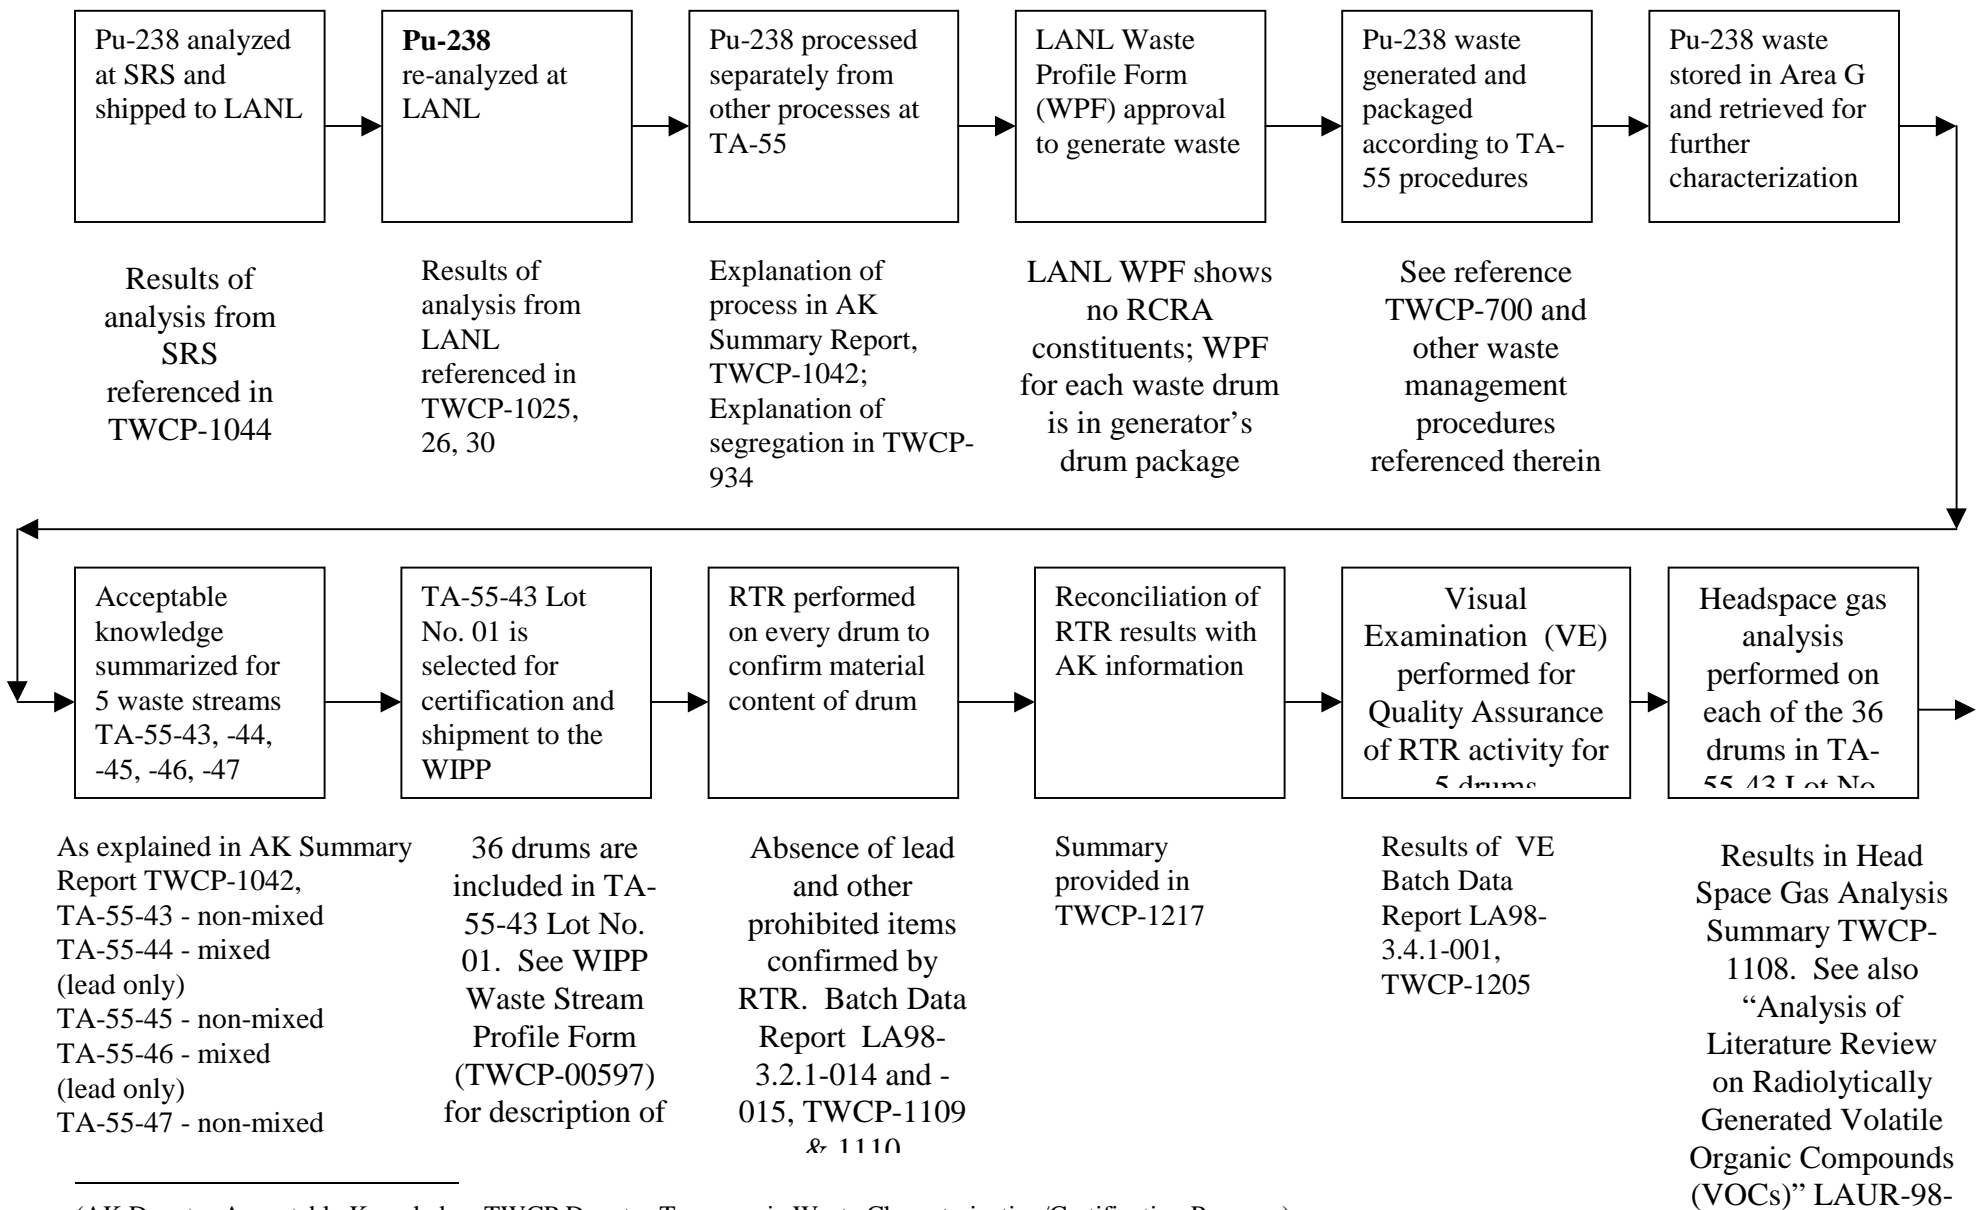 Pu-238 analyzed
at SRS and
shipped to LANL
Pu-238
re-analyzed at
LANL
Pu-238 processed
separately from
other processes at
TA-55
LANL Waste
Profile Form
(WPF) approval
to generate waste
Pu-238 waste
generated and
packaged
according to TA-
55 procedures
Pu-238 waste
stored in Area G
and retrieved for
further
characterization
Results of
analysis from
SRS
referenced in
TWCP-1044
Results of
analysis from
LANL
referenced in
TWCP-1025,
26, 30
Explanation of
process in AK
Summary Report,
TWCP-1042;
Explanation of
segregation in TWCP-
934
LANL WPF shows
no RCRA
constituents; WPF
for each waste drum
is in generator’s
drum package
See reference
TWCP-700 and
other waste
management
procedures
referenced therein
Acceptable
knowledge
summarized for
5 waste streams
TA-55-43, -44,
-45, -46, -47
TA-55-43 Lot
No. 01 is
selected for
certification and
shipment to the
WIPP
RTR performed
on every drum to
confirm material
content of drum
Reconciliation of
RTR results with
AK information
Visual
Examination (VE)
performed for
Quality Assurance
of RTR activity for
5 drums
Headspace gas
analysis
performed on
each of the 36
drums in TA-
55-43 Lot No.
As explained in AK Summary
Report TWCP-1042,
TA-55-43 - non-mixed
TA-55-44 - mixed
(lead only)
TA-55-45 - non-mixed
TA-55-46 - mixed
(lead only)
TA-55-47 - non-mixed
36 drums are
included in TA-
55-43 Lot No.
01. See WIPP
Waste Stream
Profile Form
(TWCP-00597)
for description of
Absence of lead
and other
prohibited items
confirmed by
RTR. Batch Data
Report LA98-
3.2.1-014 and -
015, TWCP-1109
& 1110
Summary
provided in
TWCP-1217
Results of VE
Batch Data
Report LA98-
3.4.1-001,
TWCP-1205
Results in Head
Space Gas Analysis
Summary TWCP-
1108. See also
“Analysis of
Literature Review
on Radiolytically
Generated Volatile
Organic Compounds
(VOCs)” LAUR-98-